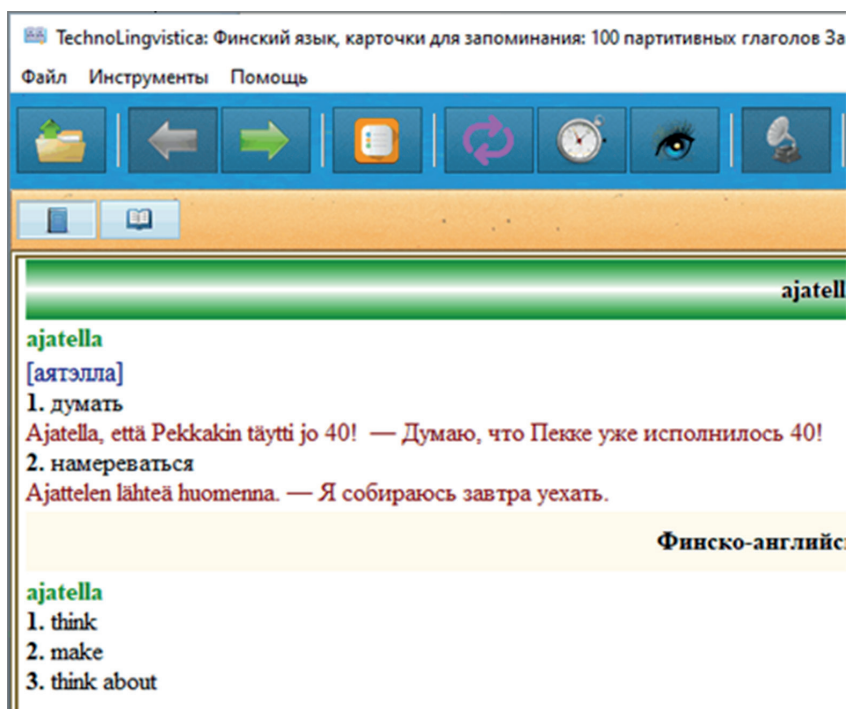 TechnoLingvistica: Финский язык, карточки для запоминания: 100 партитивных глаголов За
Файл Инструменты Помощь
ajatell
ajatella
[аятэлла]
1. думать
Ajatella, että Pekkakin täytti jo 40! — Думаю, что Пекке уже исполнилось 40!
2. намереваться
Ajattelen lähteä huomenna. — Я собираюсь завтра уехать.
Финско-английс
ajatella
1. think
2. make
3. think about